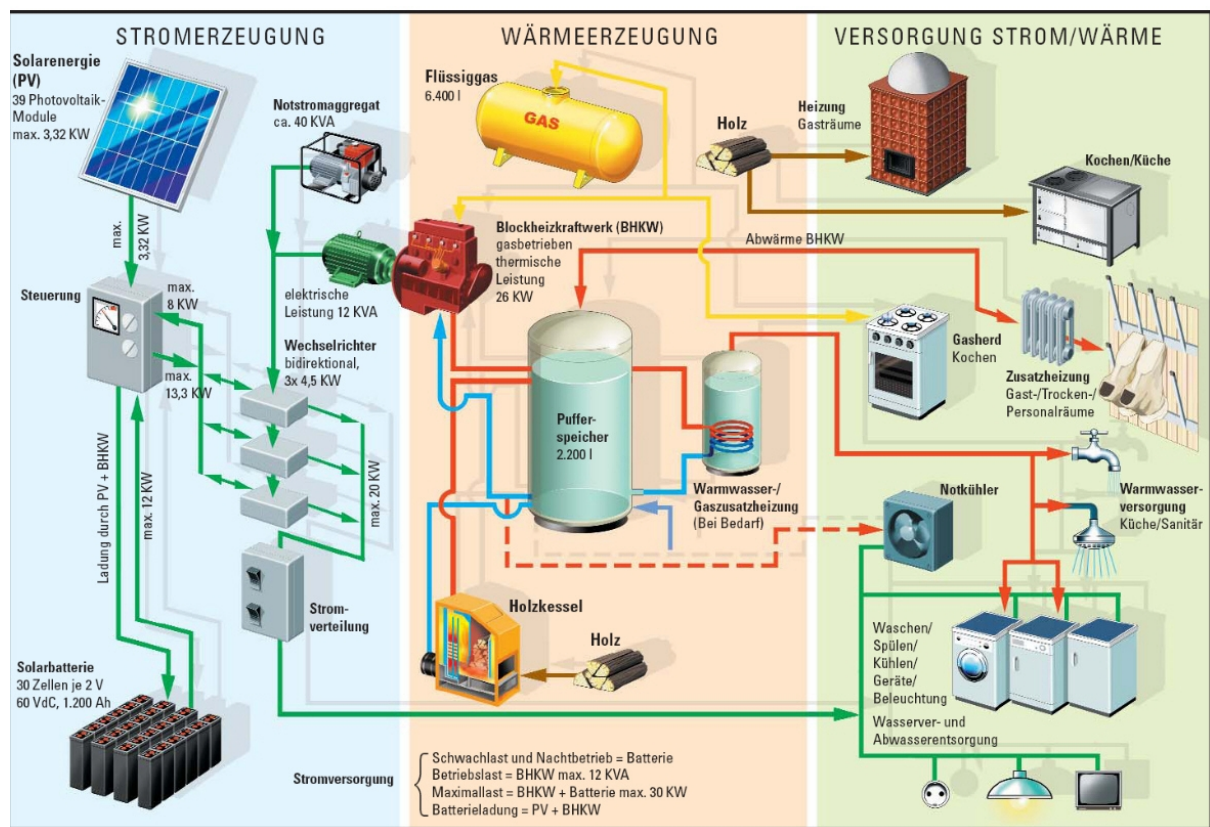 STROMERZEUGUNG
WÄRMEERZEUGUNG
VERSORGUNG STROM/WÄRME
Solarenergie
(PV)
39 Photovoltaik-
Module
max. 3,32 KW
Notstromaggregat
ca. 40 KVA
max.
3,32 KW
Steuerung
max.
8 KW
max.
13,3 KW
elektrische
Leistung 12 KVA
Wechselrichter
bidirektional,
3x 4,5 KW
max. 20 KW
Ladung durch PV + BHKW
max. 12 KW
Strom-
verteilung
Solarbatterie
30 Zellen je 2 V
60 VdC, 1.200 Ah
Flüssiggas
6.400 l
GAS
Holz
Blockheizkraftwerk (BHKW)
gasbetrieben
thermische
Leistung
26 KW
Abwärme BHKW
Puffer-
speicher
2.200 l
Warmwasser-/
Gaszusatzheizung
(Bei Bedarf)
Holzkessel
Holz
Heizung
Gasträume
Kochen/Küche
Gasherd
Kochen
Zusatzheizung
Gast-/Trocken-/
Personalräume
Notkühler
Warmwasser-
versorgung
Küche/Sanitär
Waschen/
Spülen/
Kühlen/
Geräte/
Beleuchtung
Wasserver- und
Abwasserentsorgung
Stromversorgung
Schwachlast und Nachtbetrieb = Batterie
Betriebslast = BHKW max. 12 KVA
Maximallast = BHKW + Batterie max. 30 KW
Batterieladung = PV + BHKW